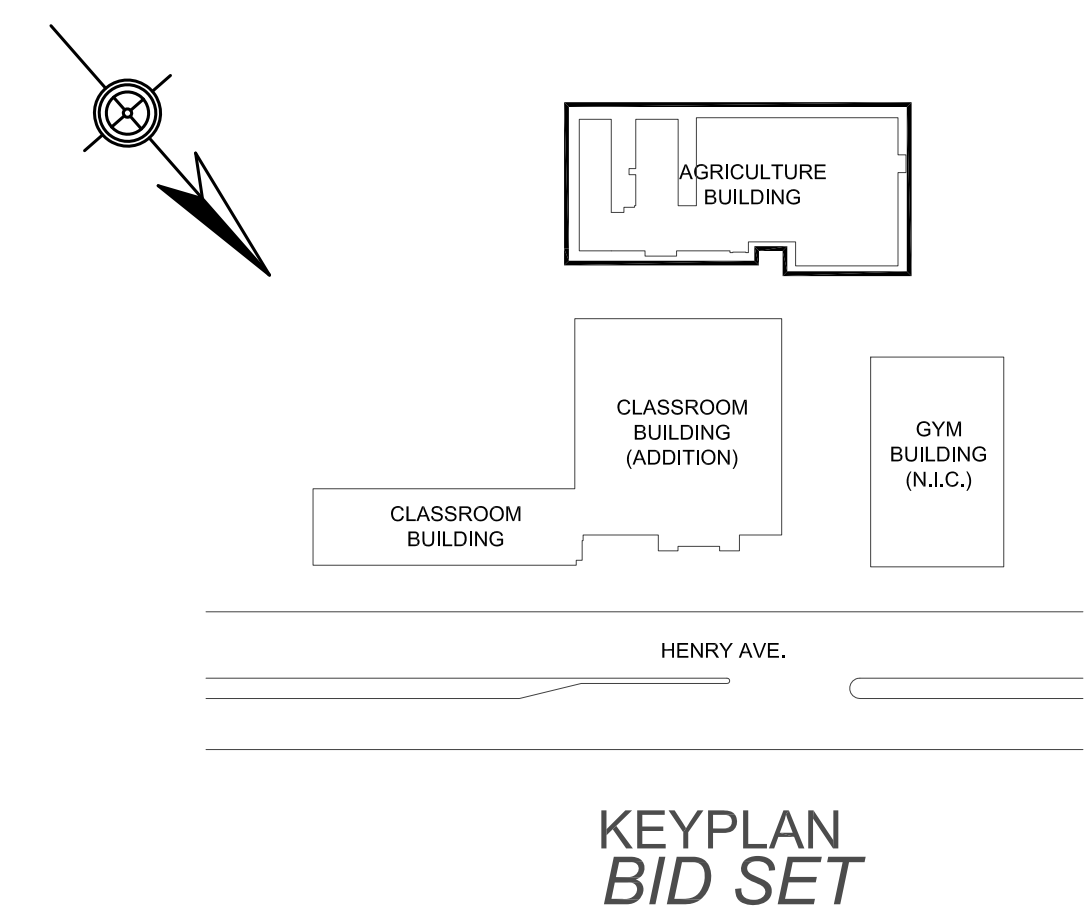 AGRICULTURE
BUILDING
CLASSROOM
BUILDING
(ADDITION)
GYM
BUILDING
(N.I.C.)
CLASSROOM
BUILDING
HENRY AVE.
KEYPLAN
BID SET